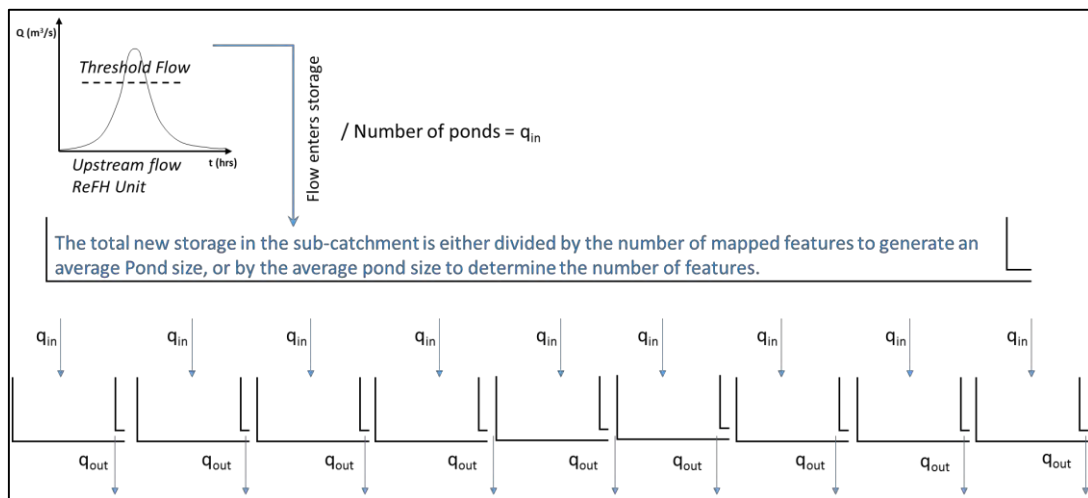 Q (m³/s)
Threshold Flow
t (hrs)
Upstream flow
ReFH Unit
Flow enters storage
/ Number of ponds = qin
The total new storage in the sub-catchment is either divided by the number of mapped features to generate an
average Pond size, or by the average pond size to determine the number of features.
qin qin qin qin qin qin qin qin qin
qout qout qout qout qout qout qout qout qout